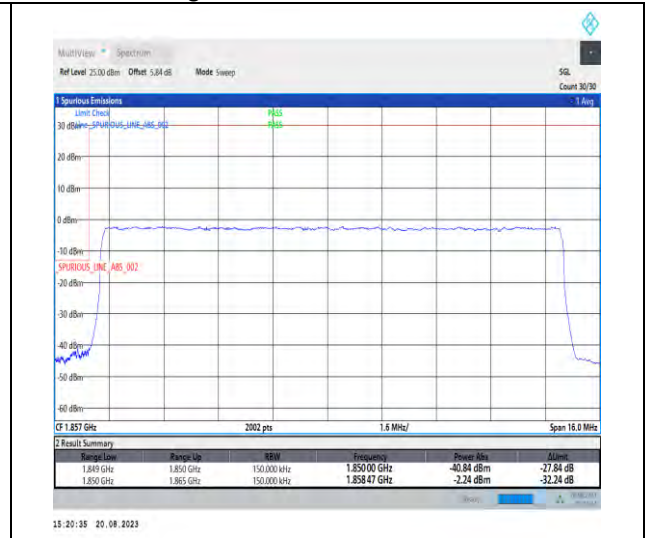 MultiView Spectrum
Ref Level 25.00 dBm Offset 5.84 dB Mode Sweep SGL
Count 30/30
1 Spurious Emissions 1 Avg
Limit Check PASS
30 dBm Line _SPURIOUS_LINE_ABS_002 PASS
20 dBm
10 dBm
0 dBm
-10 dBm
_SPURIOUS_LINE_ABS_002
-20 dBm
-30 dBm
-40 dBm
-50 dBm
-60 dBm
CF 1.857 GHz 2002 pts 1.6 MHz/ Span 16.0 MHz
2 Result Summary
Range Low Range Up RBW Frequency Power Abs ΔLimit
1.849 GHz 1.850 GHz 150.000 kHz 1.85000 GHz -40.84 dBm -27.84 dB
1.850 GHz 1.865 GHz 150.000 kHz 1.85847 GHz -2.24 dBm -32.24 dB
15:20:35 20.08.2023